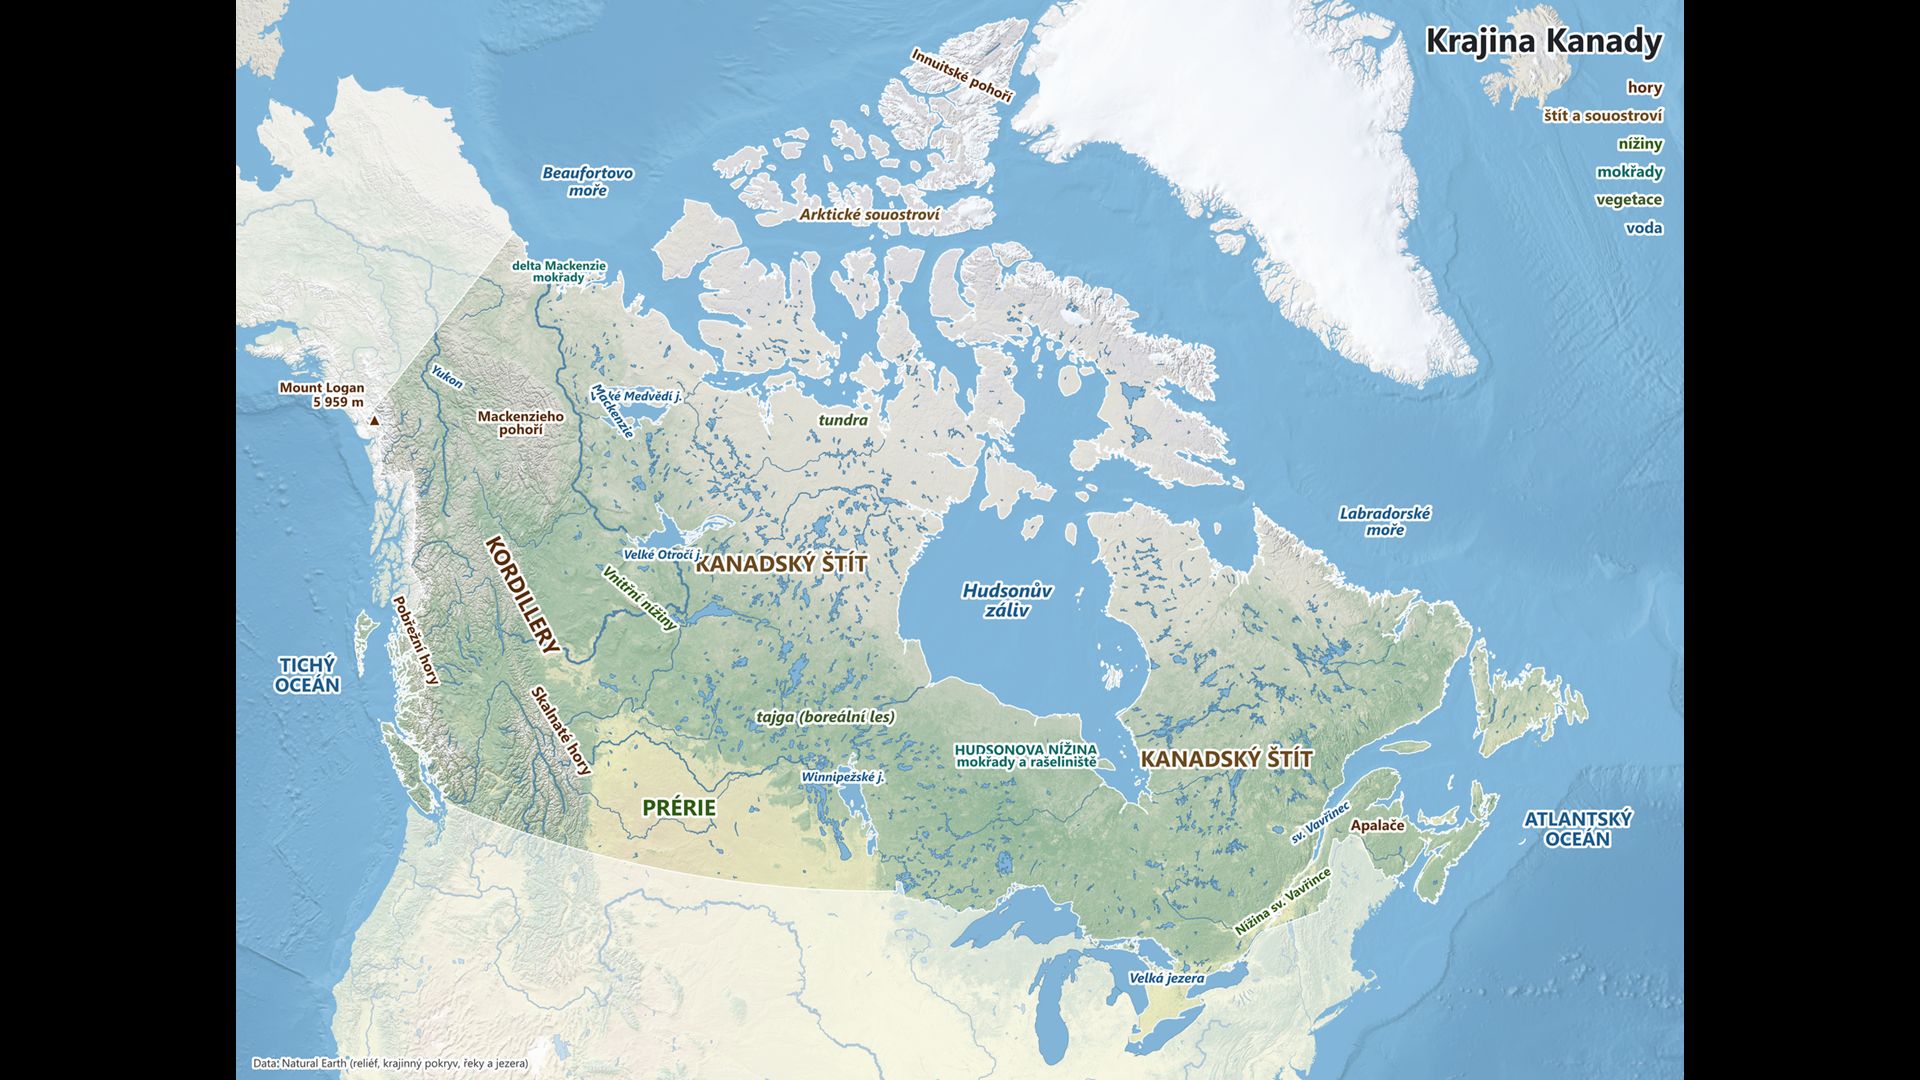 Krajina Kanady
hory
štít a souostroví
nížiny
mokřady
vegetace
voda
Innuitské pohoří
Beaufortovo
moře
Arktické souostroví
delta Mackenzie
mokřady
Yukon
Mount Logan
5 959 m
Mackenzieho
pohoří
ké Medvědí j.
Mackenzie
tundra
Labradorské
moře
Velké Otročí j.
KANADSKÝ ŠTÍT
KORDILLERY
Vnitřní nížiny
Hudsonův
záliv
Pobřežní hory
TICHÝ
OCEÁN
Skalnaté hory
tajga (boreální les)
HUDSONOVA NÍŽINA
mokřady a rašeliniště
KANADSKÝ ŠTÍT
Winnipežské j.
PRÉRIE
sv. Vavřinec
Apalače
ATLANTSKÝ
OCEÁN
Nížina sv. Vavřince
Velká jezera
Data: Natural Earth (reliéf, krajinný pokryv, řeky a jezera)